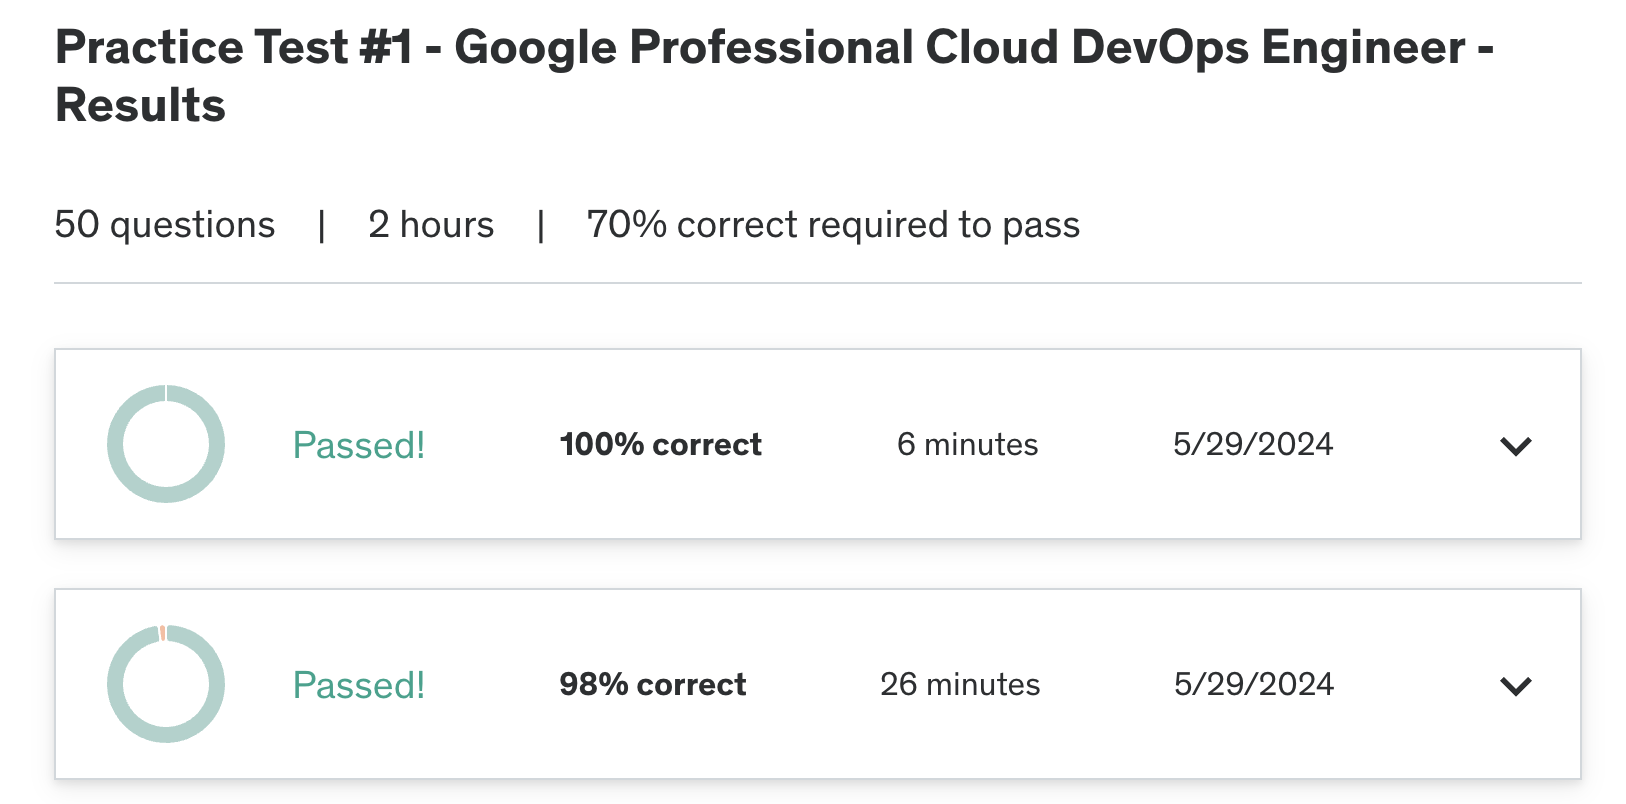 Practice Test #1 - Google Professional Cloud DevOps Engineer -
Results
50 questions | 2 hours | 70% correct required to pass
Passed! 100% correct 6 minutes 5/29/2024
Passed! 98% correct 26 minutes 5/29/2024